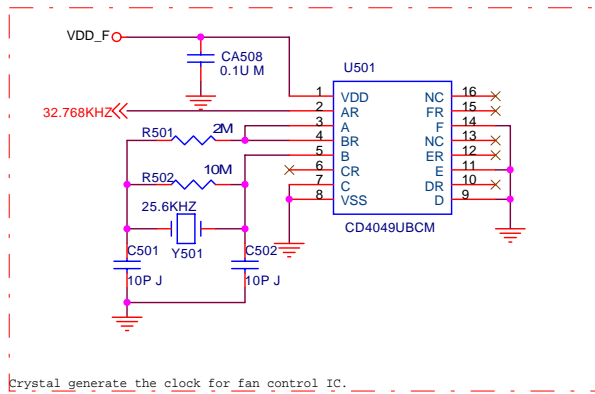 VDD_F
CA508
0.1U M
U501
32.768KHZ
1 VDD NC 16
2 AR FR 15
3 A F 14
4 BR NC 13
5 B ER 12
6 CR E 11
7 C DR 10
8 VSS D 9
CD4049UBCM
R501 2M
R502 10M
25.6KHZ
Y501
C501
10P J
C502
10P J
Crystal generate the clock for fan control IC.